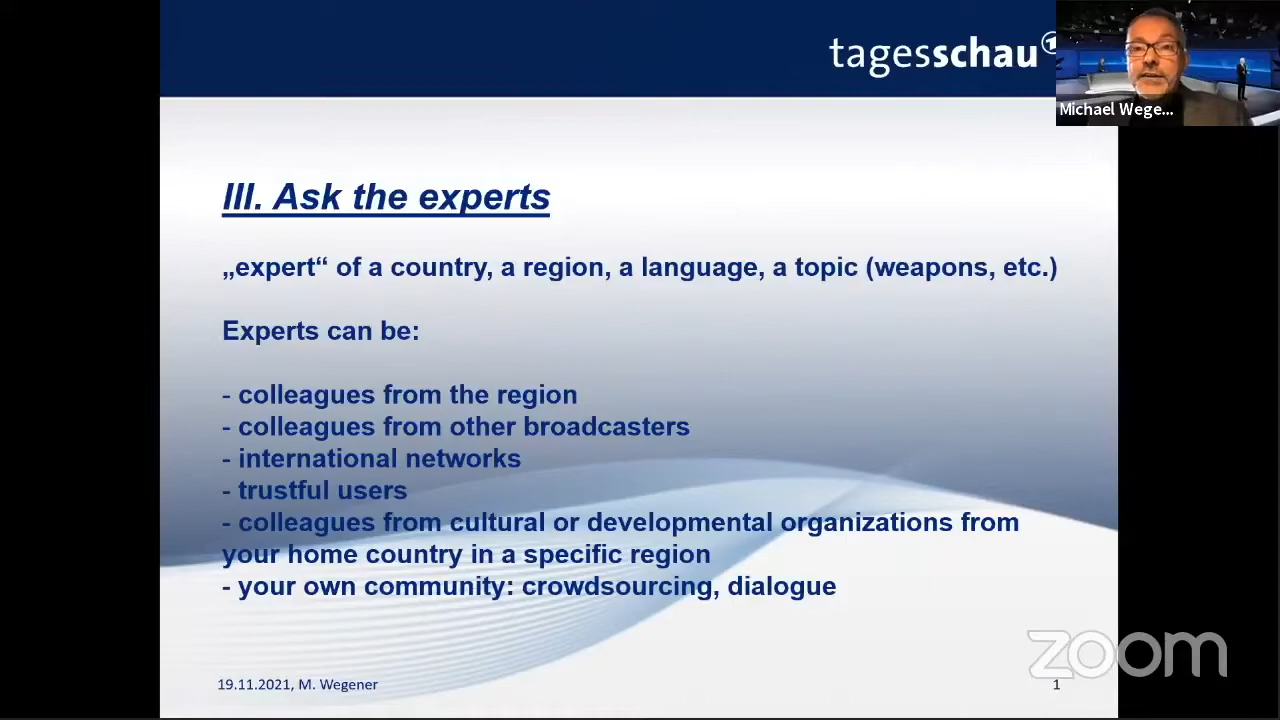 tagesschau
Michael Wege...
III. Ask the experts
„expert“ of a country, a region, a language, a topic (weapons, etc.)
Experts can be:
- colleagues from the region
- colleagues from other broadcasters
- international networks
- trustful users
- colleagues from cultural or developmental organizations from
your home country in a specific region
- your own community: crowdsourcing, dialogue
zoom
19.11.2021, M. Wegener
1